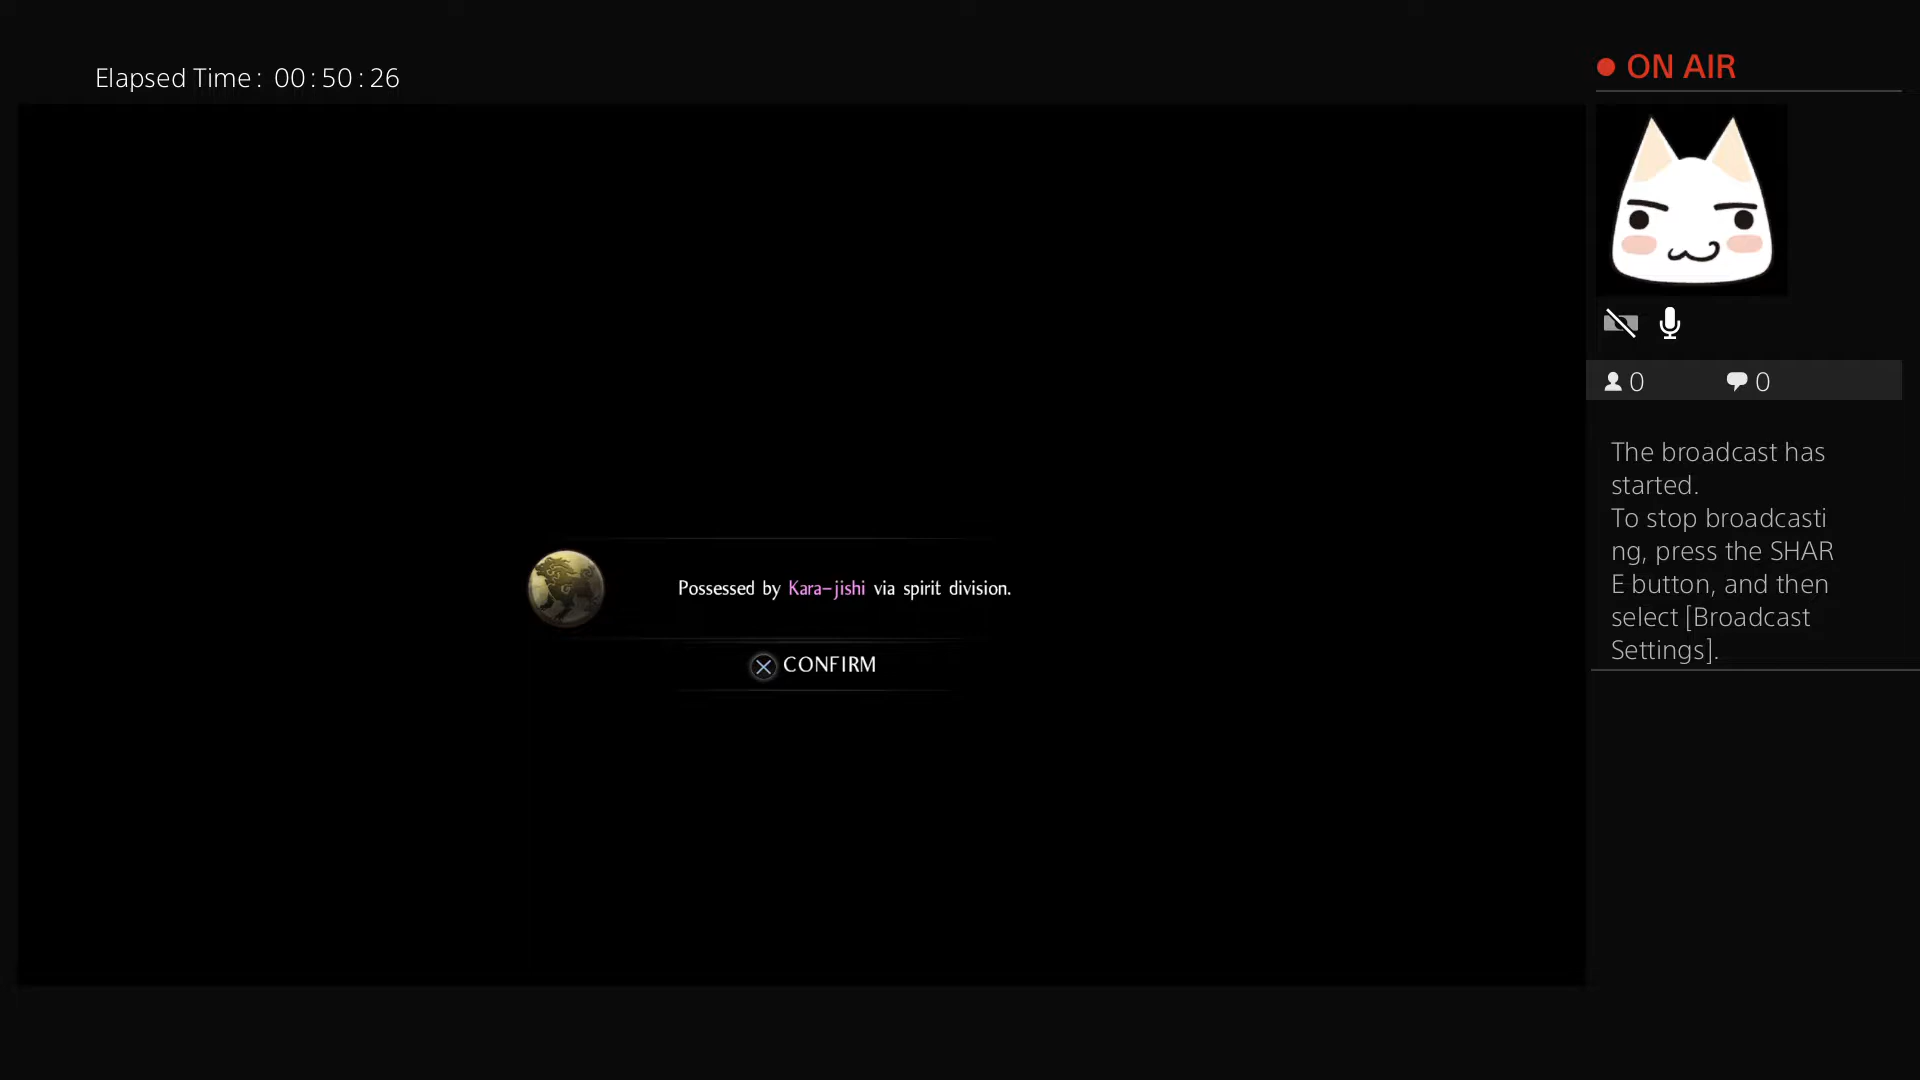 Elapsed Time: 00:50:26
ON AIR
0
0
The broadcast has
started.
To stop broadcasti
ng, press the SHAR
E button, and then
select [Broadcast
Settings].
Possessed by Kara-jishi via spirit division.
CONFIRM